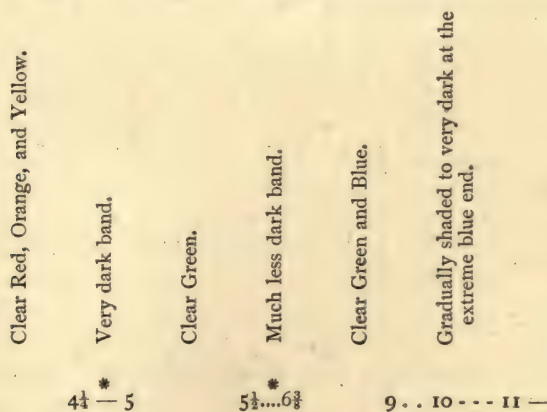 Clear Red, Orange, and Yellow.
Very dark band.
Clear Green.
Much less dark band.
Clear Green and Blue.
Gradually shaded to very dark at the
extreme blue end.
* *
4¼ — 5 5½....6⅜ 9 . . 10 - - - 11 —